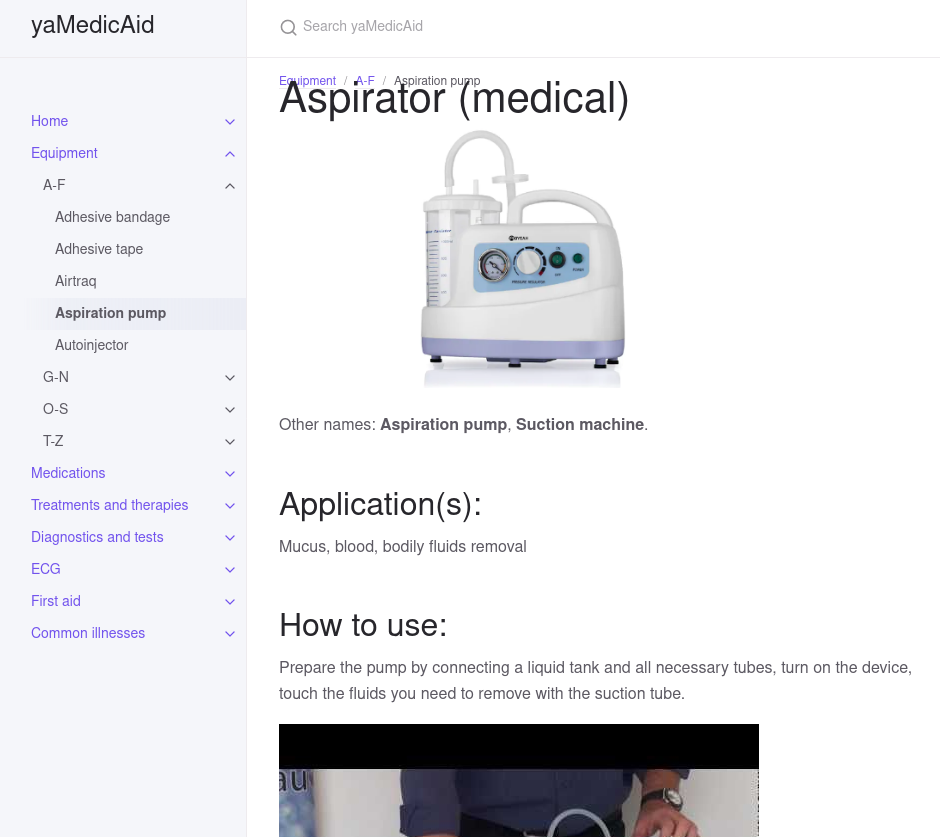 yaMedicAid
Search yaMedicAid
Home
Equipment
A-F
Adhesive bandage
Adhesive tape
Airtraq
Aspiration pump
Autoinjector
G-N
O-S
T-Z
Medications
Treatments and therapies
Diagnostics and tests
ECG
First aid
Common illnesses
Equipment / A-F / Aspiration pump
Aspirator (medical)
Other names: Aspiration pump, Suction machine.
Application(s):
Mucus, blood, bodily fluids removal
How to use:
Prepare the pump by connecting a liquid tank and all necessary tubes, turn on the device,
touch the fluids you need to remove with the suction tube.
au